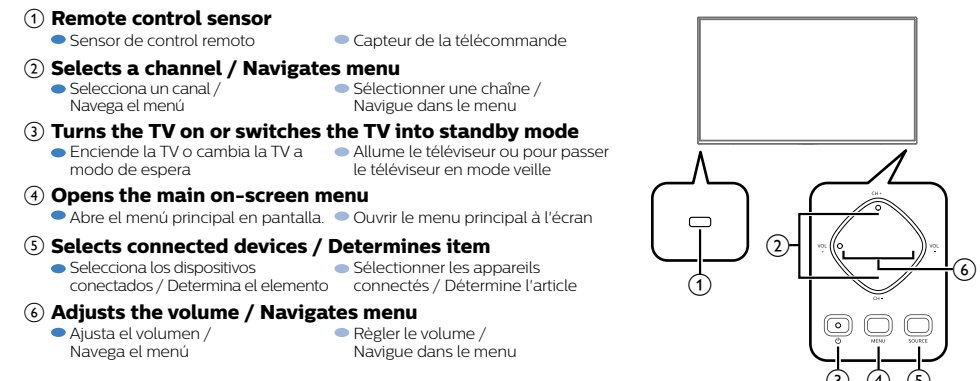 ① Remote control sensor
Sensor de control remoto
Capteur de la télécommande
② Selects a channel / Navigates menu
Selecciona un canal /
Navega el menú
Sélectionner une chaîne /
Navigue dans le menu
③ Turns the TV on or switches the TV into standby mode
Enciende la TV o cambia la TV a
modo de espera
Allume le téléviseur ou pour passer
le téléviseur en mode veille
④ Opens the main on-screen menu
Abre el menú principal en pantalla.
Ouvrir le menu principal à l'écran
⑤ Selects connected devices / Determines item
Selecciona los dispositivos
conectados / Determina el elemento
Sélectionner les appareils
connectés / Détermine l'article
⑥ Adjusts the volume / Navigates menu
Ajusta el volumen /
Navega el menú
Règler le volume /
Navigue dans le menu
①
CH +
②
VOL
-
VOL
+
⑥
CH -
MENU
SOURCE
③ ④ ⑤